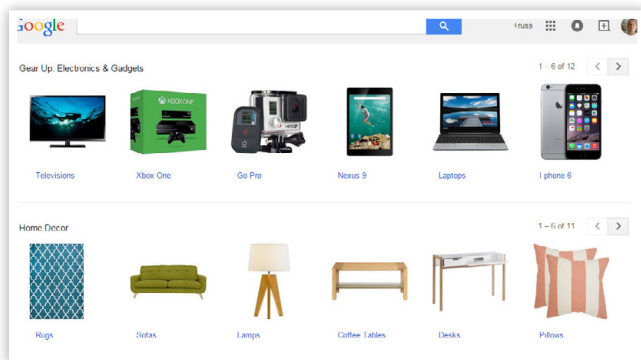 Google
Gear Up: Electronics & Gadgets
1 – 6 of 12
XBOX ONE
Televisions
Xbox One
Go Pro
Nexus 9
Laptops
I phone 6
Home Decor
1 – 6 of 11
Rugs
Sofas
Lamps
Coffee Tables
Desks
Pillows